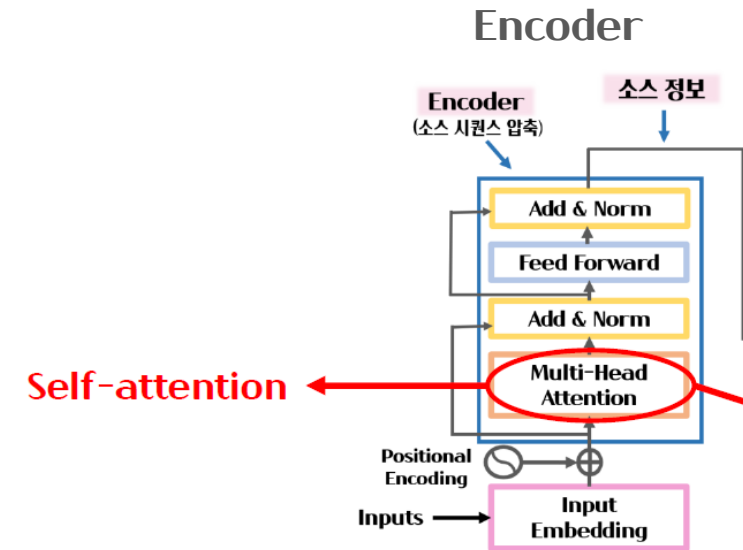 Encoder
소스 정보
Encoder
(소스 시퀀스 압축)
Add & Norm
Feed Forward
Add & Norm
Self-attention
Multi-Head
Attention
Positional
Encoding
Inputs
Input
Embedding